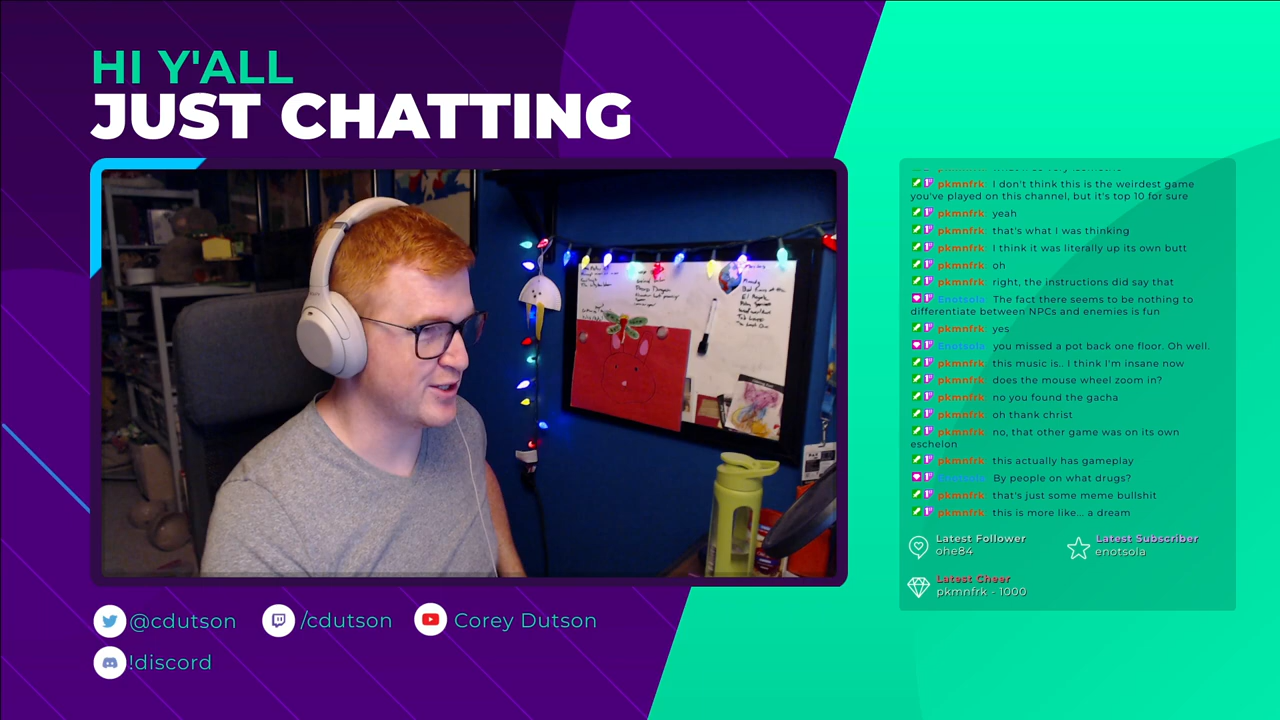 HI Y'ALL
JUST CHATTING
pkmnfrk I don't think this is the weirdest game
you've played on this channel, but it's top 10 for sure
pkmnfrk yeah
pkmnfrk that's what I was thinking
pkmnfrk I think it was literally up its own butt
pkmnfrk oh
pkmnfrk right, the instructions did say that
Enotsola The fact there seems to be nothing to
differentiate between NPCs and enemies is fun
pkmnfrk yes
Enotsola you missed a pot back one floor. Oh well.
pkmnfrk this music is.. I think I'm insane now
pkmnfrk does the mouse wheel zoom in?
pkmnfrk no you found the gacha
pkmnfrk oh thank christ
pkmnfrk no, that other game was on its own
eschelon
pkmnfrk this actually has gameplay
Enotsola By people on what drugs?
pkmnfrk that's just some meme bullshit
pkmnfrk this is more like... a dream
Latest Follower
ohe84
Latest Subscriber
enotsola
Latest Cheer
pkmnfrk - 1000
@cdutson
/cdutson
Corey Dutson
!discord